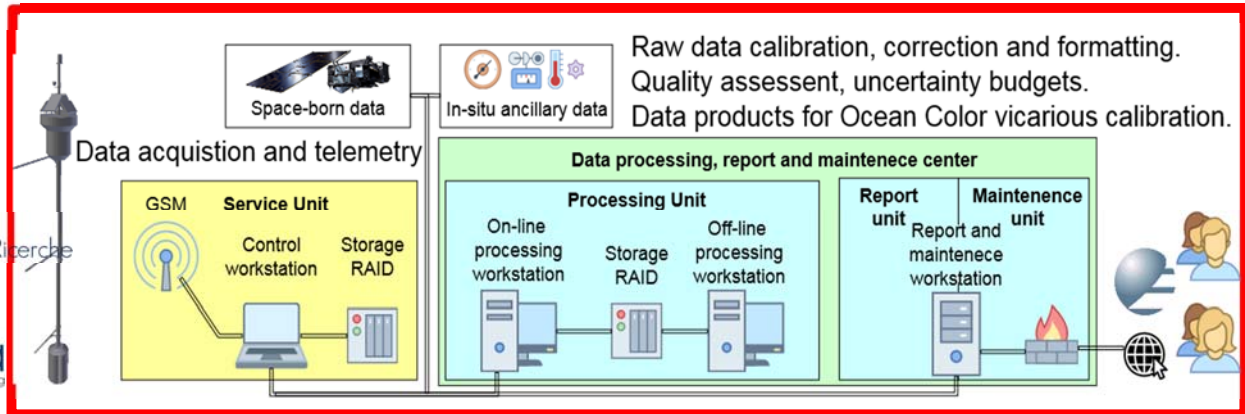 Raw data calibration, correction and formatting.
Quality assessent, uncertainty budgets.
Data products for Ocean Color vicarious calibration.
Space-born data
In-situ ancillary data
Data acquistion and telemetry
Data processing, report and maintenece center
GSM
Service Unit
Control
workstation
Storage
RAID
Processing Unit
On-line
processing
workstation
Storage
RAID
Off-line
processing
workstation
Report
unit
Maintenence
unit
Report and
maintenece
workstation
Ricerche